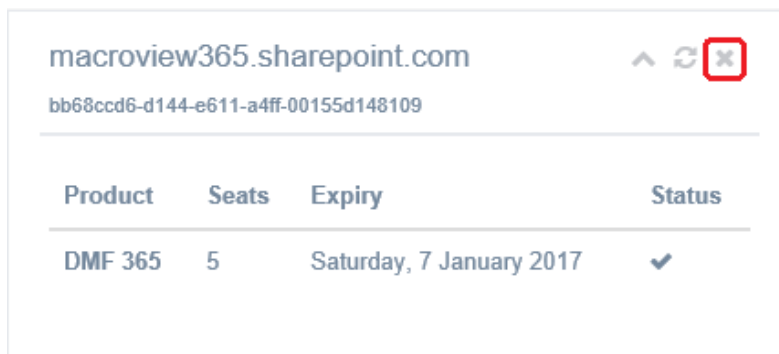 macroview365.sharepoint.com
bb68ccd6-d144-e611-a4ff-00155d148109
Product Seats Expiry Status
DMF 365 5 Saturday, 7 January 2017